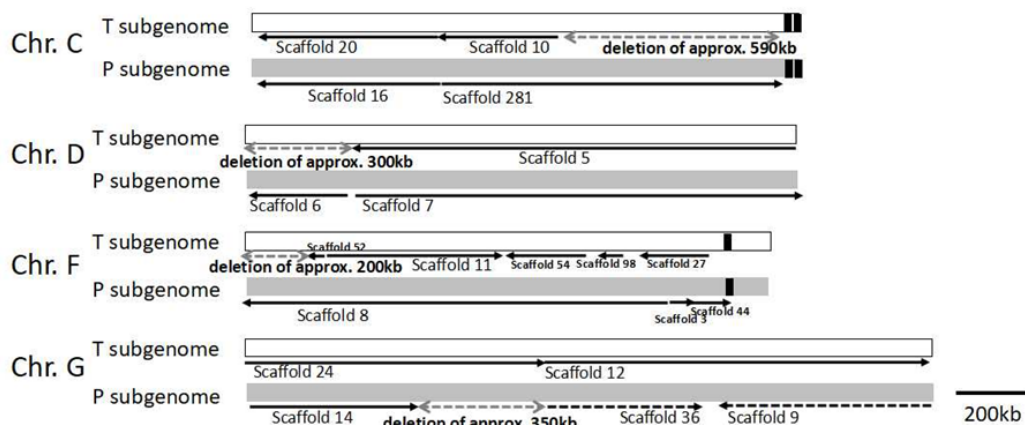 Chr. C
T subgenome
Scaffold 20
Scaffold 10
deletion of approx. 590kb
P subgenome
Scaffold 16
Scaffold 281
Chr. D
T subgenome
deletion of approx. 300kb
Scaffold 5
P subgenome
Scaffold 6
Scaffold 7
Chr. F
T subgenome
Scaffold 52
deletion of approx. 200kb
Scaffold 11
Scaffold 54
Scaffold 98
Scaffold 27
P subgenome
Scaffold 8
Scaffold 3
Scaffold 44
Chr. G
T subgenome
Scaffold 24
Scaffold 12
P subgenome
Scaffold 14
deletion of approx. 350kb
Scaffold 36
Scaffold 9
200kb